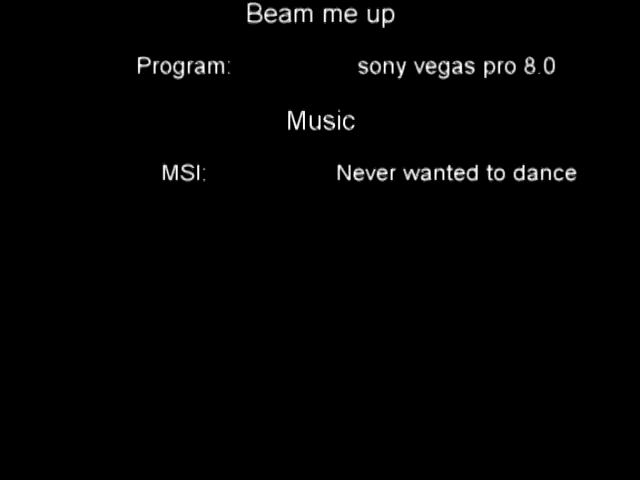 Beam me up
Program: sony vegas pro 8.0
Music
MSI: Never wanted to dance